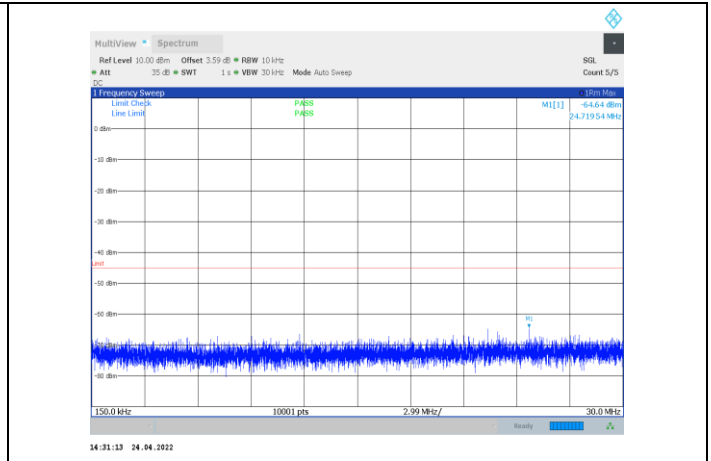 MultiView Spectrum
Ref Level 10.00 dBm Offset 3.59 dB RBW 10 kHz SGL
Att 35 dB SWT 1 s VBW 30 kHz Mode Auto Sweep Count 5/5
DC
1 Frequency Sweep 1Rm Max
Limit Check PASS M1[1] -64.64 dBm
Line Limit PASS 24.719 54 MHz
0 dBm
-10 dBm
-20 dBm
-30 dBm
-40 dBm
Limit
-50 dBm
-60 dBm
M1
-80 dBm
150.0 kHz 10001 pts 2.99 MHz/ 30.0 MHz
Ready
14:31:13 24.04.2022